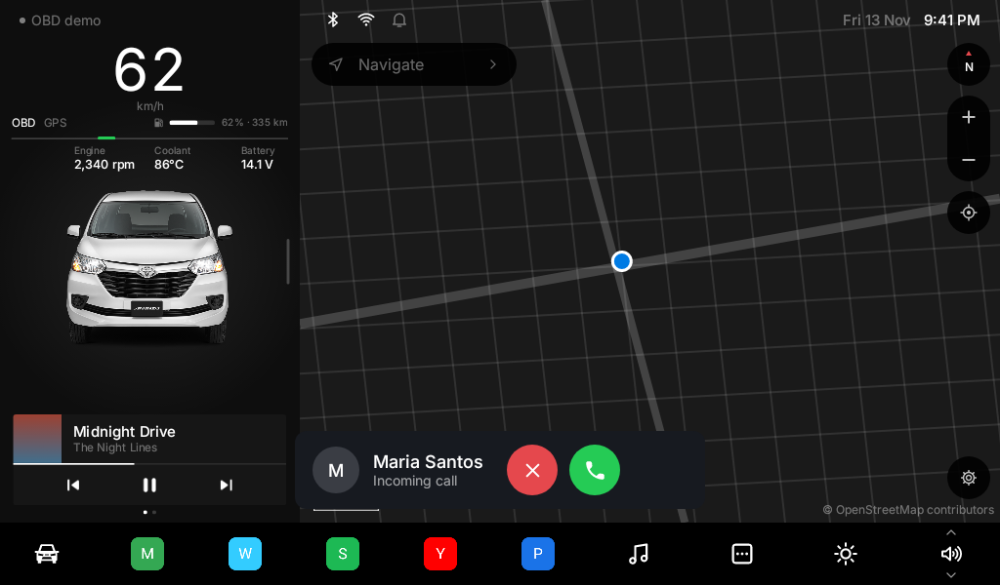 OBD demo
Fri 13 Nov 9:41 PM
62
km/h
OBD GPS
62% · 335 km
Engine
2,340 rpm
Coolant
86°C
Battery
14.1 V
Navigate
N
Midnight Drive
The Night Lines
M
Maria Santos
Incoming call
© OpenStreetMap contributors
M
W
S
Y
P